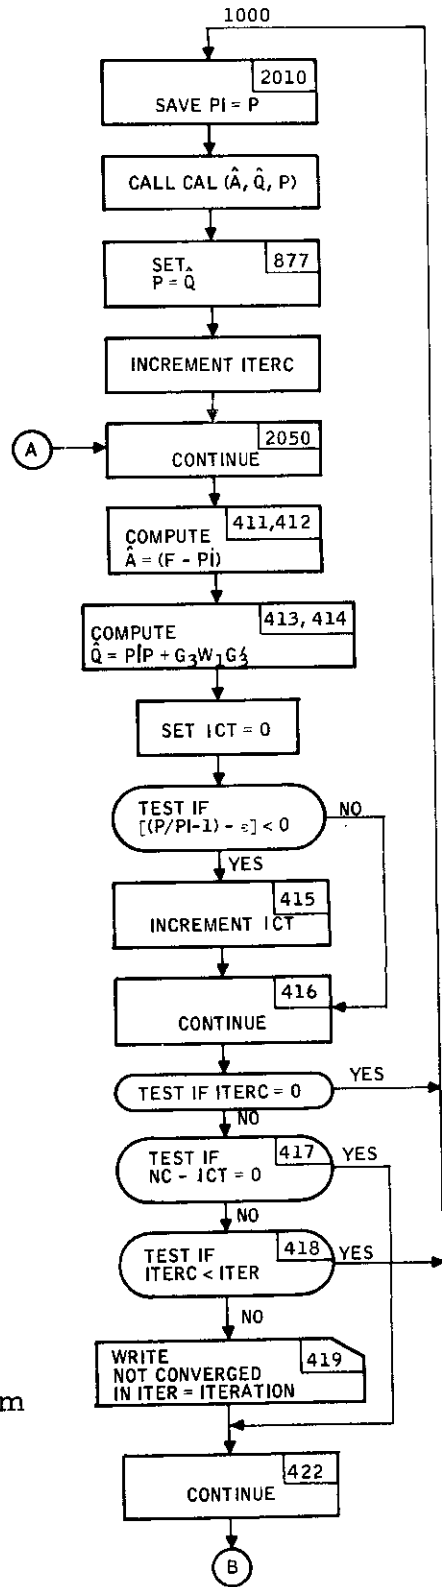 1000
2010
SAVE PI = P
CALL CAL (Â, Q̂, P)
877
SET
P = Q̂
INCREMENT ITERC
A
2050
CONTINUE
411,412
COMPUTE
Â = (F - Pİ)
413, 414
COMPUTE
Q̂ = PİP + G₃W₁G₃′
SET ICT = 0
TEST IF
[(P/PI-1) - ε] < 0
NO
YES
415
INCREMENT ICT
416
CONTINUE
TEST IF ITERC = 0
YES
NO
417
YES
TEST IF
NC - ICT = 0
NO
418
YES
TEST IF
ITERC < ITER
NO
419
WRITE
NOT CONVERGED
IN ITER = ITERATION
m
422
CONTINUE
B